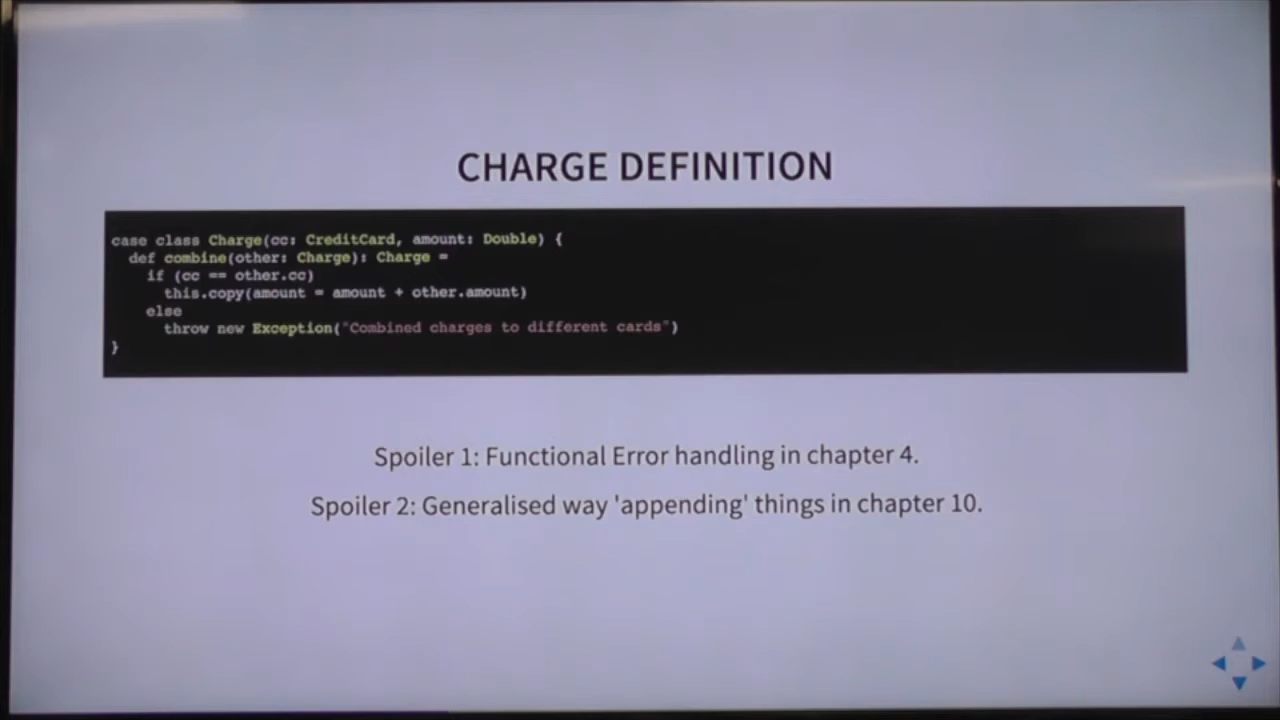 CHARGE DEFINITION
case class Charge(cc: CreditCard, amount: Double) {
  def combine(other: Charge): Charge =
    if (cc == other.cc)
      this.copy(amount = amount + other.amount)
    else
      throw new Exception("Combined charges to different cards")
}
Spoiler 1: Functional Error handling in chapter 4.
Spoiler 2: Generalised way 'appending' things in chapter 10.